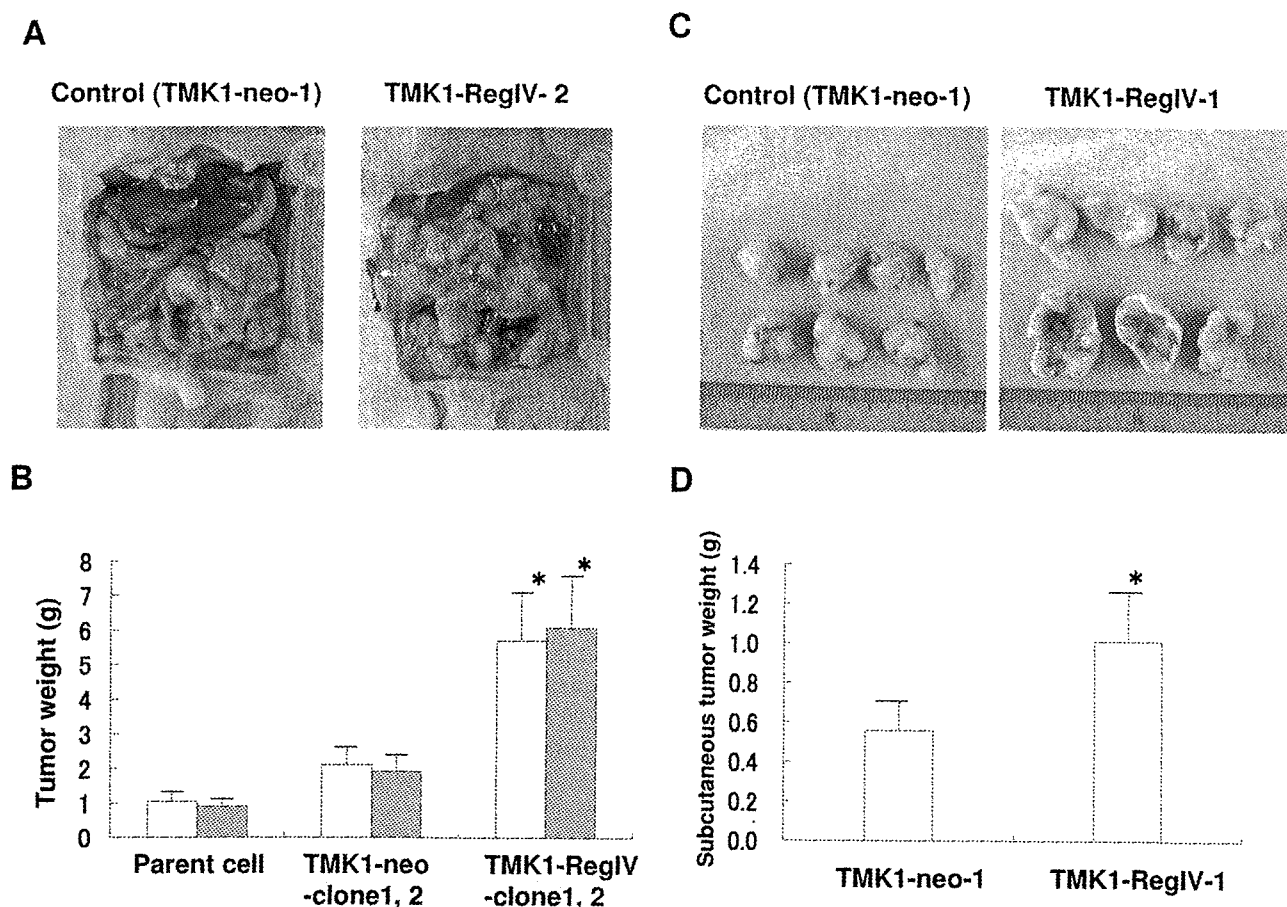 A
Control (TMK1-neo-1)
TMK1-RegIV- 2
B
Tumor weight (g)
8
7
6
5
4
3
2
1
0
*
*
Parent cell
TMK1-neo
-clone1, 2
TMK1-RegIV
-clone1, 2
C
Control (TMK1-neo-1)
TMK1-RegIV-1
D
Subcutaneous tumor weight (g)
1.4
1.2
1.0
0.8
0.6
0.4
0.2
0.0
*
TMK1-neo-1
TMK1-RegIV-1